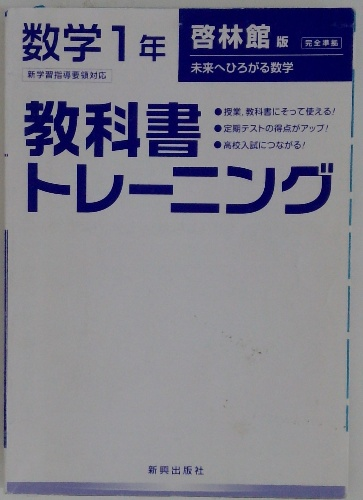 数学1年
新学習指導要領対応
啓林館 版
完全準拠
未来へひろがる数学
教科書
トレーニング
●授業,教科書にそって使える!
●定期テストの得点がアップ!
●高校入試につながる!
新興出版社